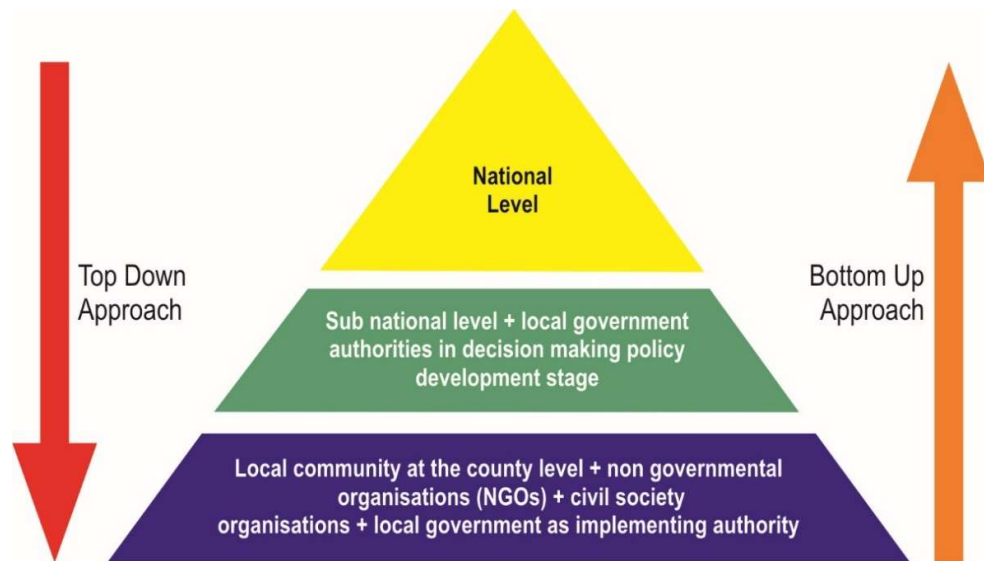 National
Level
Top Down
Approach
Bottom Up
Approach
Sub national level + local government
authorities in decision making policy
development stage
Local community at the county level + non governmental
organisations (NGOs) + civil society
organisations + local government as implementing authority